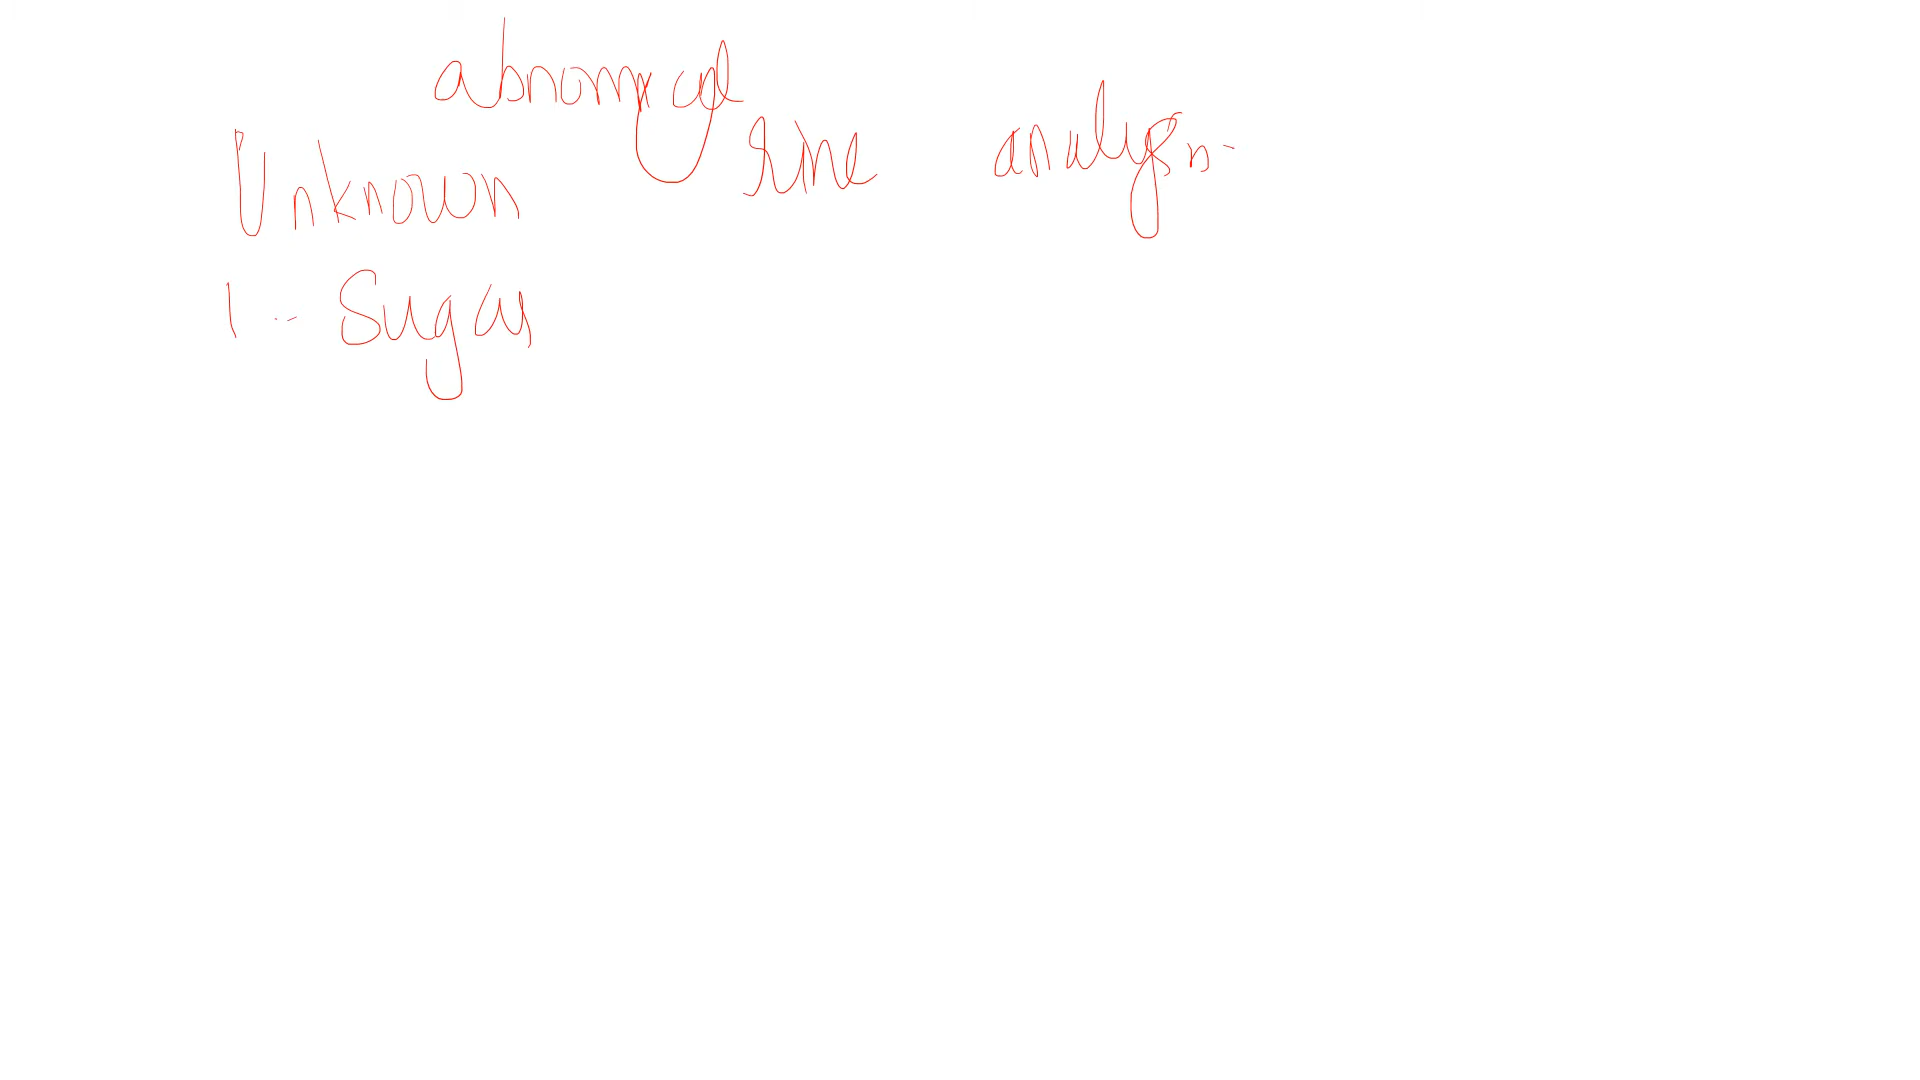 abnormal
Unknown urine analysis
1 - Sugar